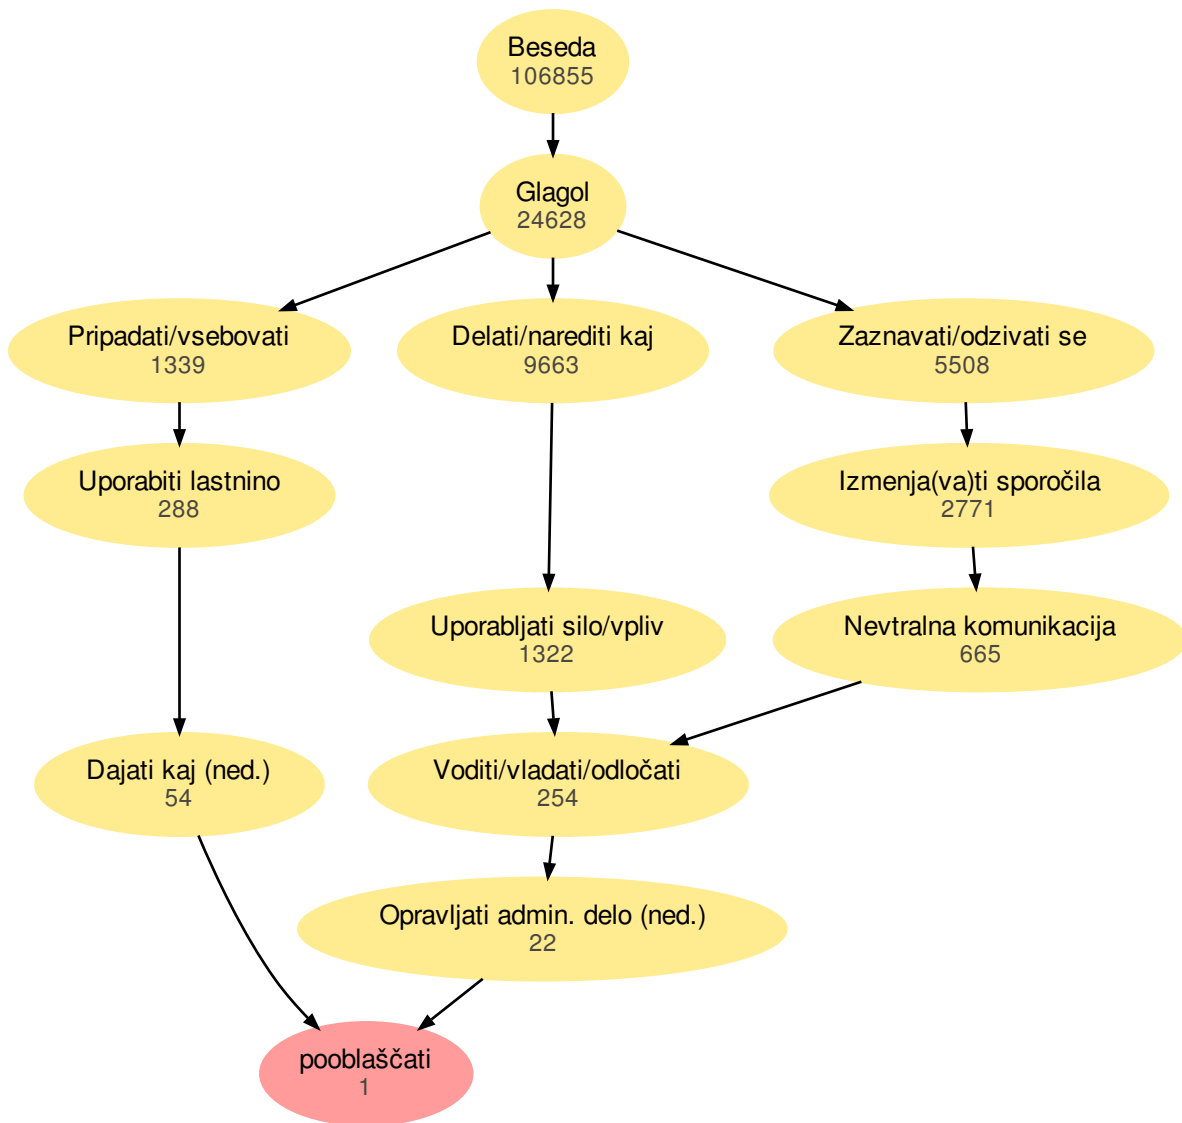 Beseda
106855
Glagol
24628
Pripadati/vsebovati
1339
Delati/narediti kaj
9663
Zaznavati/odzivati se
5508
Uporabiti lastnino
288
Izmenja(va)ti sporočila
2771
Uporabljati silo/vpliv
1322
Nevtralna komunikacija
665
Dajati kaj (ned.)
54
Voditi/vladati/odločati
254
Opravljati admin. delo (ned.)
22
pooblaščati
1